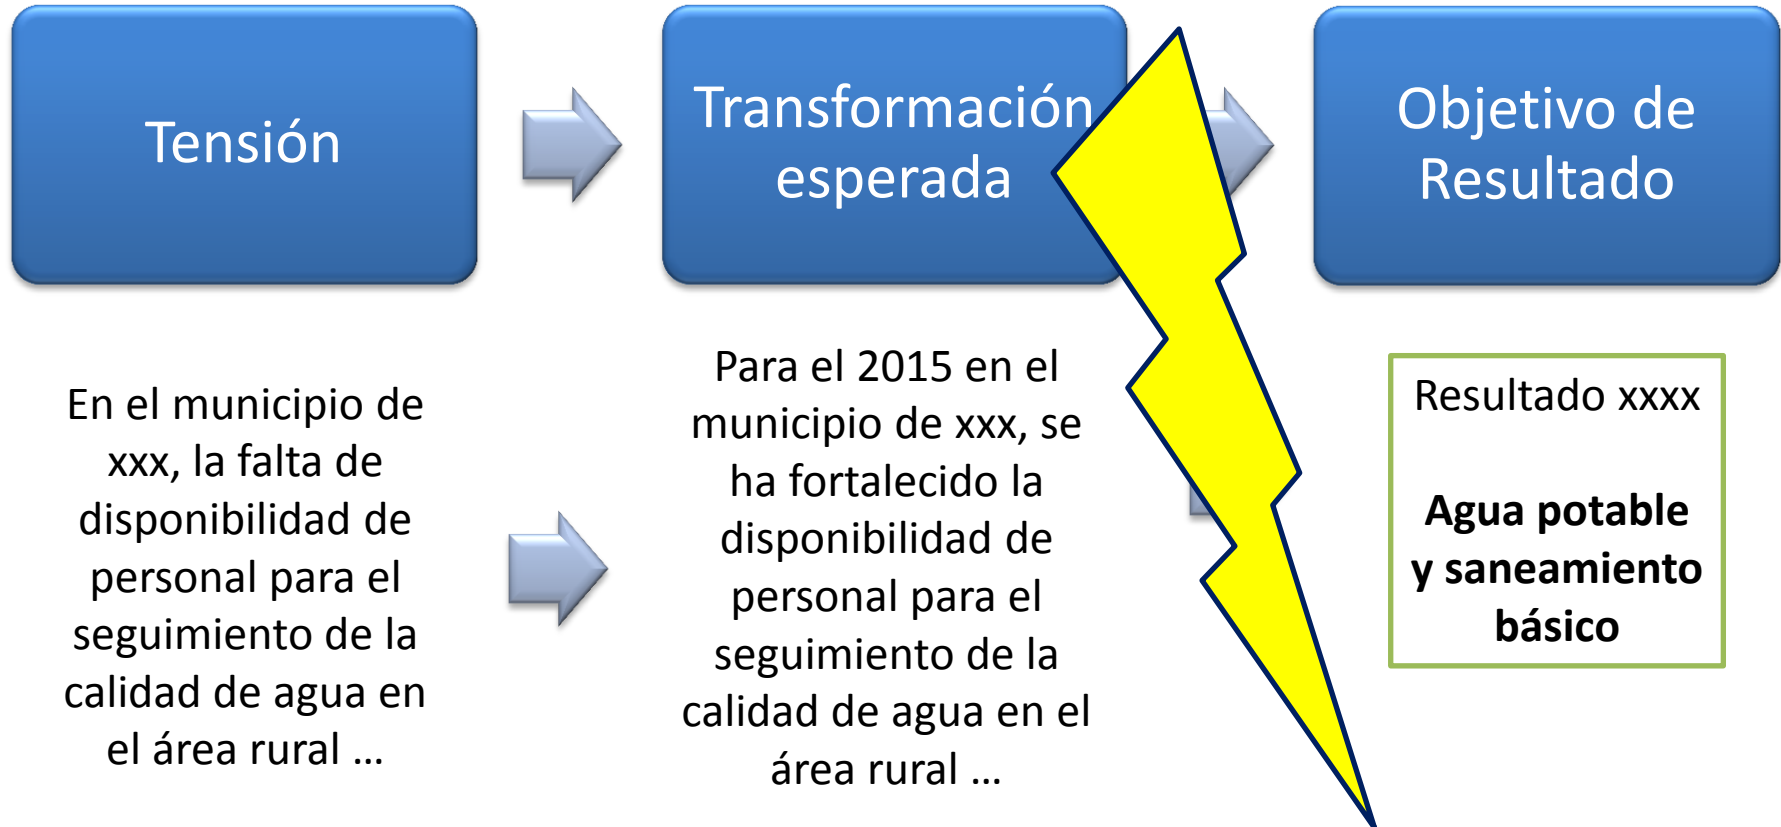 Tensión
Transformación
esperada
Objetivo de
Resultado
En el municipio de
xxx, la falta de
disponibilidad de
personal para el
seguimiento de la
calidad de agua en
el área rural ...
Para el 2015 en el
municipio de xxx, se
ha fortalecido la
disponibilidad de
personal para el
seguimiento de la
calidad de agua en el
área rural ...
Resultado xxxx
Agua potable
y saneamiento
básico